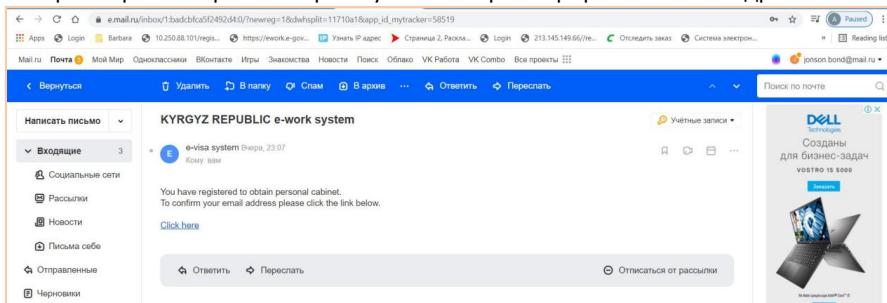 e.mail.ru/inbox/1:badcbfca5f2492d4:0/?newreg=1&dwhsplit=11710a1&app_id_mytracker=58519
Paused
Apps Login Barbara 10.250.88.101/regis... https://ework.e-gov... Узнать IP адрес Страница 2, Раскла... Login 213.145.149.66//re... Отследить заказ Система электрон... » Reading list
Mail.ru Почта Мой Мир Одноклассники ВКонтакте Игры Знакомства Новости Поиск Облако VK Работа VK Combo Все проекты jonson.bond@mail.ru
Вернуться Удалить В папку Спам В архив ... Ответить Переслать Поиск по почте
Написать письмо KYRGYZ REPUBLIC e-work system Учётные записи
DELL
Technologies
Входящие 3 E e-visa system Вчера, 23:07
Кому: вам
Созданы
для бизнес-задач
VOSTRO 15 5000
Заказать
Социальные сети
Рассылки You have registered to obtain personal cabinet.
To confirm your email address please click the link below.
Новости Click here
Письма себе
Отправленные Ответить Переслать Отписаться от рассылки
Черновики